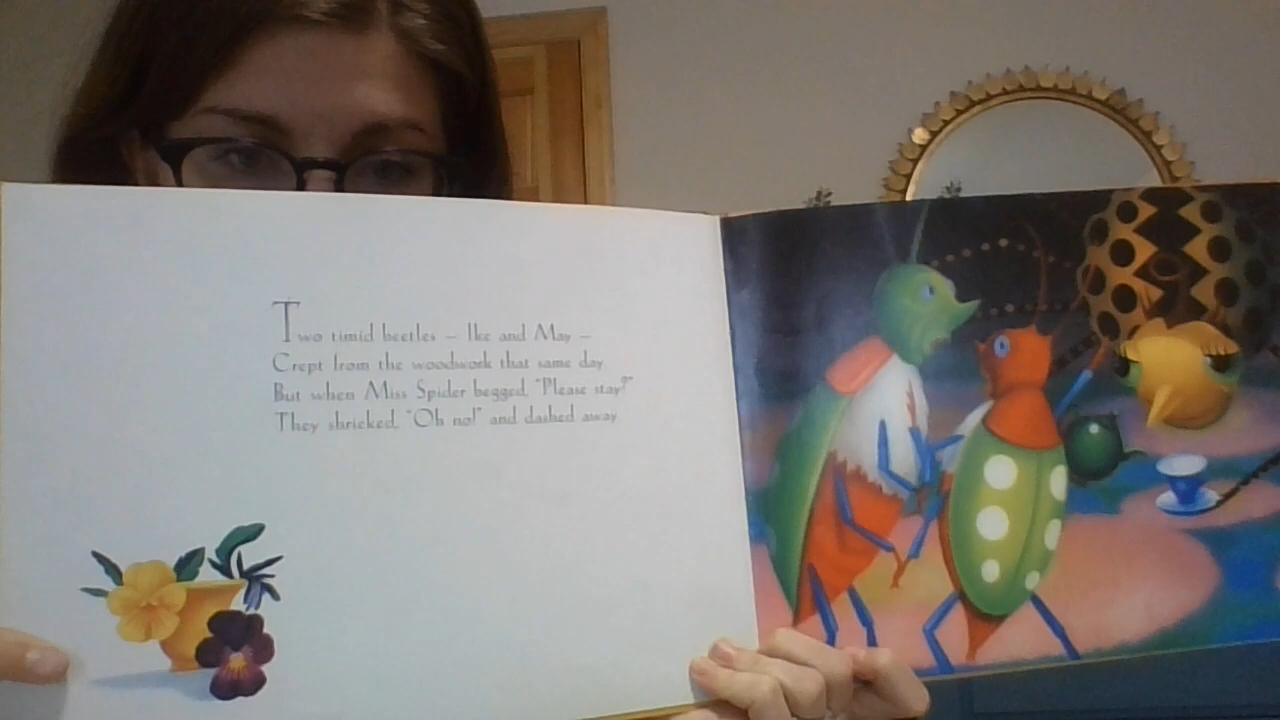 Two timid beetles – Ike and May –
Crept from the woodwork that same day.
But when Miss Spider begged, "Please stay?"
They shrieked, "Oh no!" and dashed away.